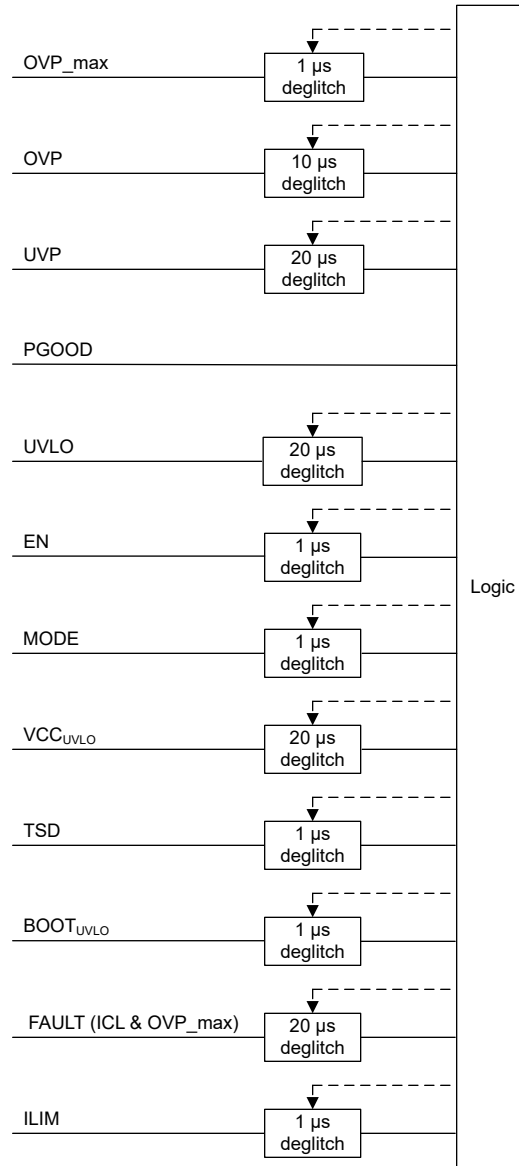 OVP_max
1 µs
deglitch
OVP
10 µs
deglitch
UVP
20 µs
deglitch
PGOOD
UVLO
20 µs
deglitch
EN
1 µs
deglitch
Logic
MODE
1 µs
deglitch
VCCUVLO
20 µs
deglitch
TSD
1 µs
deglitch
BOOTUVLO
1 µs
deglitch
FAULT (ICL & OVP_max)
20 µs
deglitch
ILIM
1 µs
deglitch